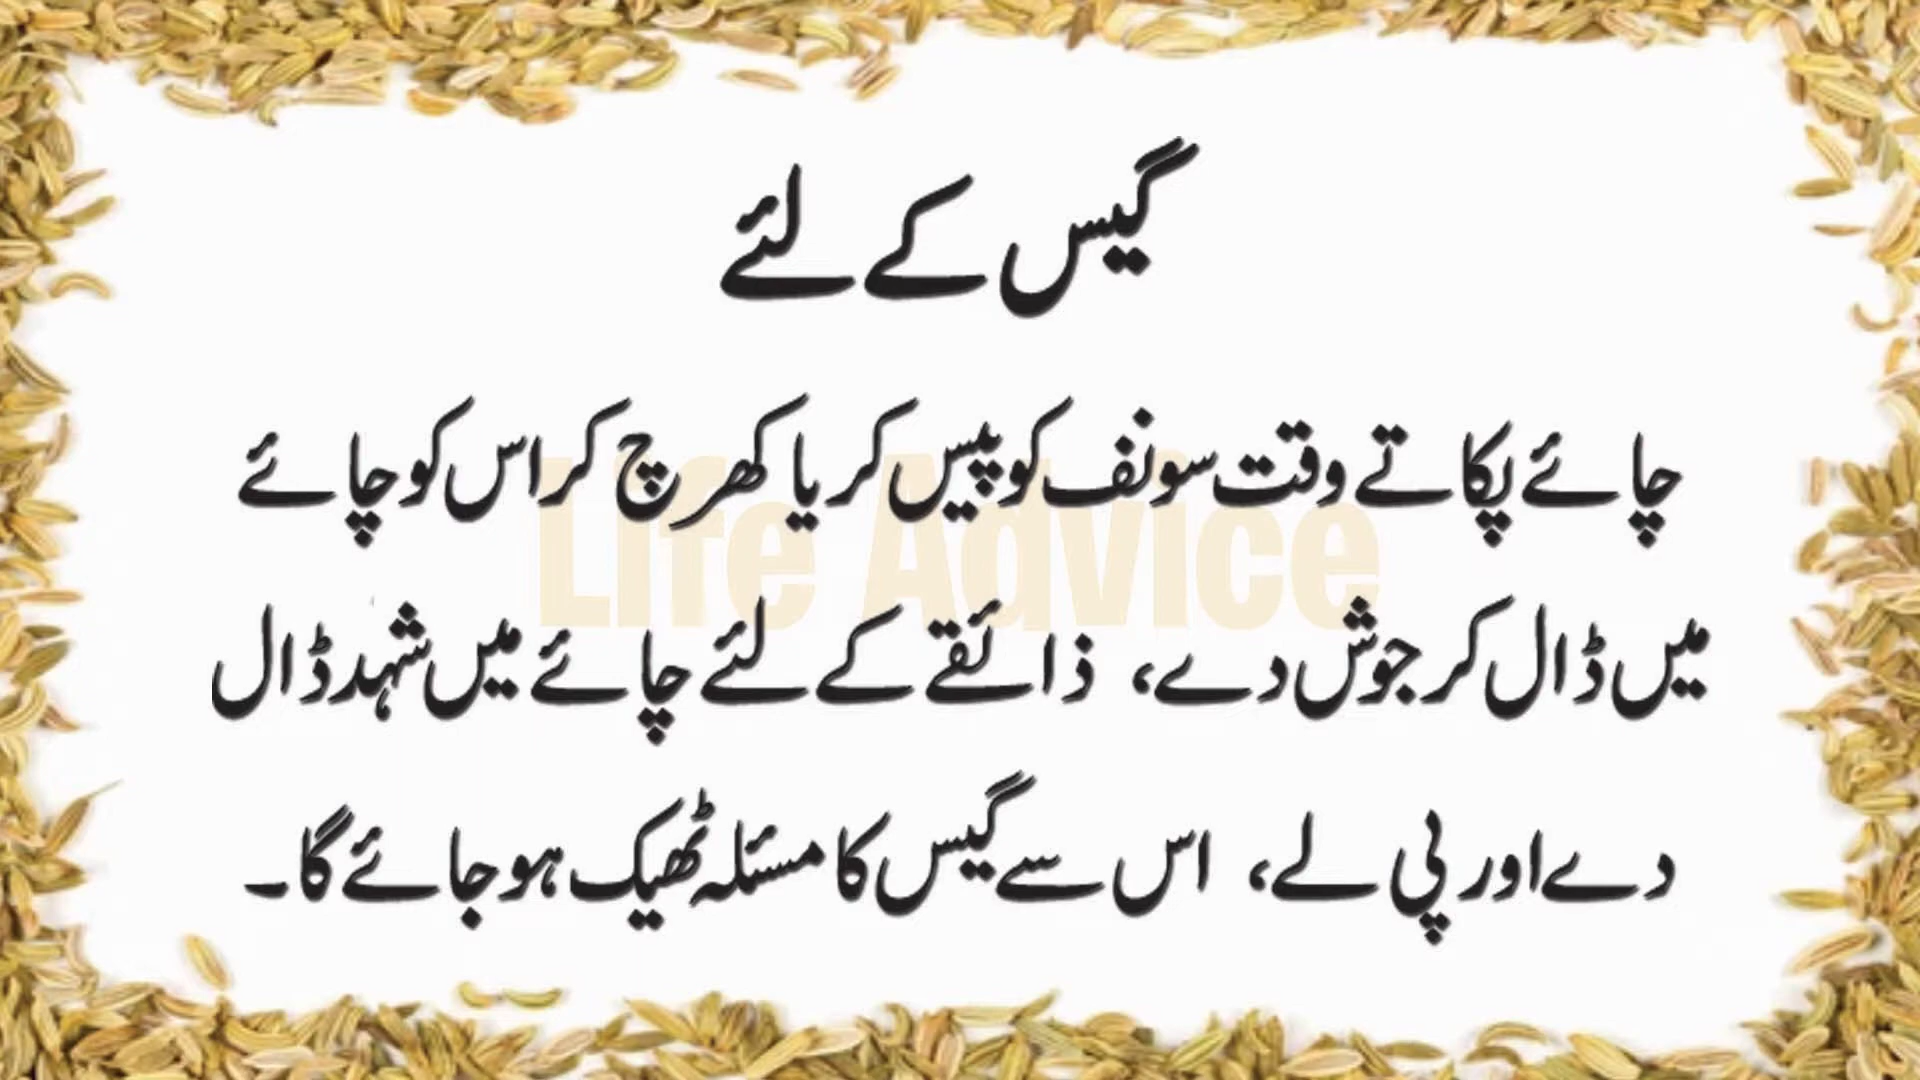 گیس کے لئے
چائے پکاتے وقت سونف کو پیس کر یا کھرچ کر اس کو چائے
Life Advice
میں ڈال کر جوش دے، ذائقے کے لئے چائے میں شہد ڈال
دے اور پی لے، اس سے گیس کا مسئلہ ٹھیک ہو جائے گا۔